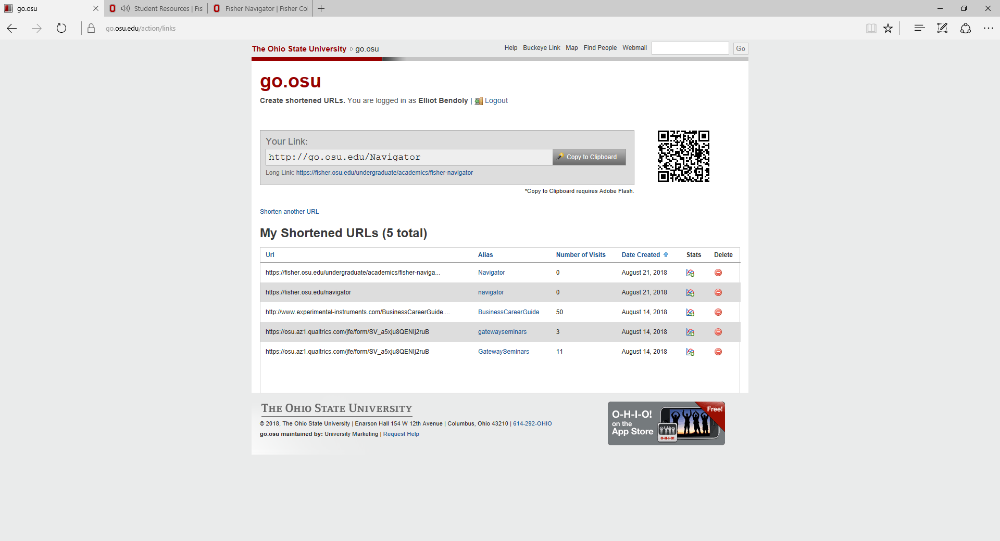 go.osu
Student Resources | Fis
Fisher Navigator | Fisher Co
go.osu.edu/action/links
The Ohio State University go.osu
Help Buckeye Link Map Find People Webmail Go
go.osu
Create shortened URLs. You are logged in as Elliot Bendoly | Logout
Your Link:
http://go.osu.edu/Navigator Copy to Clipboard
Long Link: https://fisher.osu.edu/undergraduate/academics/fisher-navigator
*Copy to Clipboard requires Adobe Flash.
Shorten another URL
My Shortened URLs (5 total)
Url Alias Number of Visits Date Created Stats Delete
https://fisher.osu.edu/undergraduate/academics/fisher-naviga... Navigator 0 August 21, 2018
https://fisher.osu.edu/navigator navigator 0 August 21, 2018
http://www.experimental-instruments.com/BusinessCareerGuide.... BusinessCareerGuide 50 August 14, 2018
https://osu.az1.qualtrics.com/jfe/form/SV_a5xju8QENlj2ruB gatewayseminars 3 August 14, 2018
https://osu.az1.qualtrics.com/jfe/form/SV_a5xju8QENlj2ruB GatewaySeminars 11 August 14, 2018
The Ohio State University
© 2018, The Ohio State University | Enarson Hall 154 W 12th Avenue | Columbus, Ohio 43210 | 614-292-OHIO
go.osu maintained by: University Marketing | Request Help
O-H-I-O!
on the
App Store
Free!
O-H-I-O!